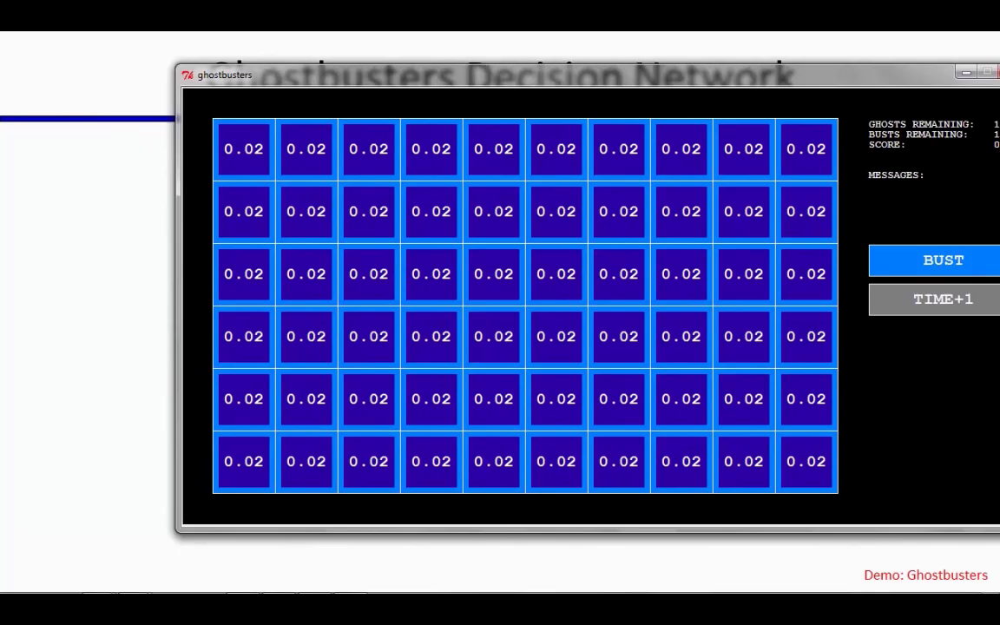 Ghostbusters Decision Network
ghostbusters
0.02 0.02 0.02 0.02 0.02 0.02 0.02 0.02 0.02 0.02
0.02 0.02 0.02 0.02 0.02 0.02 0.02 0.02 0.02 0.02
0.02 0.02 0.02 0.02 0.02 0.02 0.02 0.02 0.02 0.02
0.02 0.02 0.02 0.02 0.02 0.02 0.02 0.02 0.02 0.02
0.02 0.02 0.02 0.02 0.02 0.02 0.02 0.02 0.02 0.02
0.02 0.02 0.02 0.02 0.02 0.02 0.02 0.02 0.02 0.02
GHOSTS REMAINING: 1
BUSTS REMAINING: 1
SCORE: 0
MESSAGES:
BUST
TIME+1
Demo: Ghostbusters